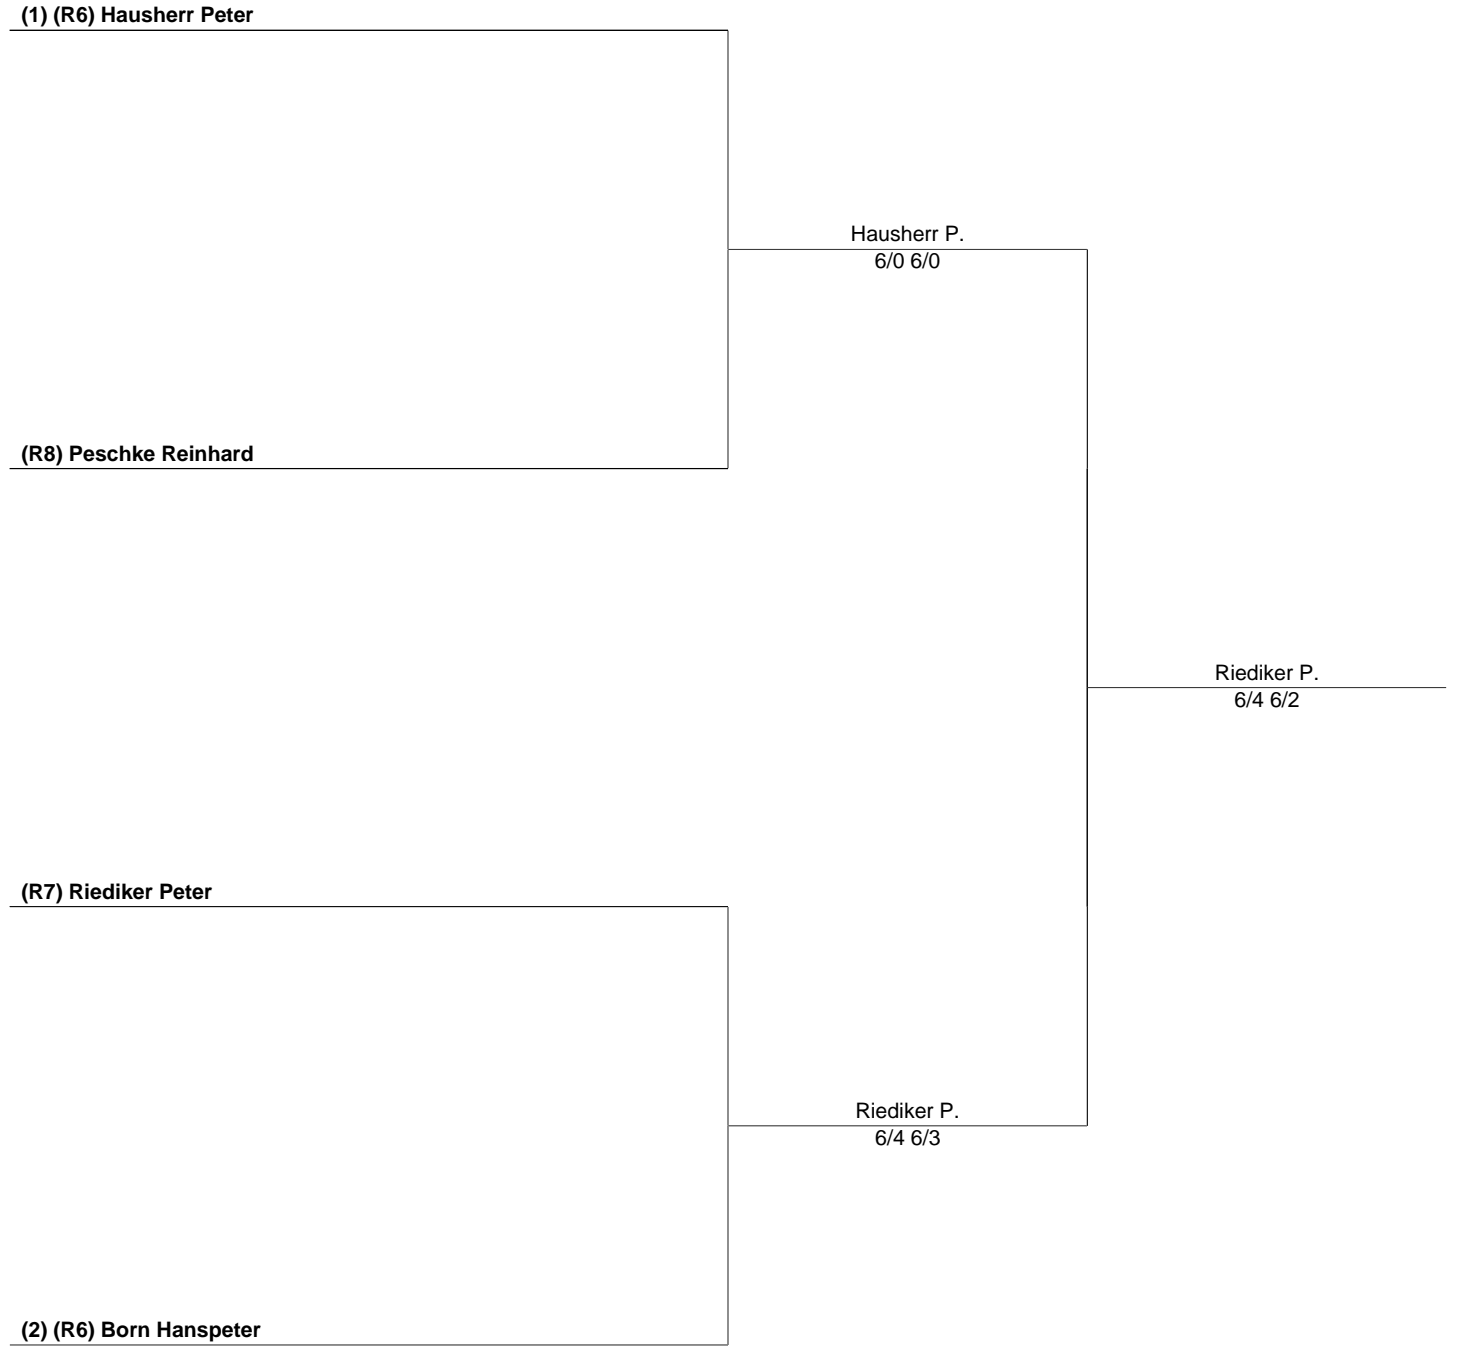 (1) (R6) Hausherr Peter
Hausherr P.
6/0 6/0
(R8) Peschke Reinhard
Riediker P.
6/4 6/2
(R7) Riediker Peter
Riediker P.
6/4 6/3
(2) (R6) Born Hanspeter